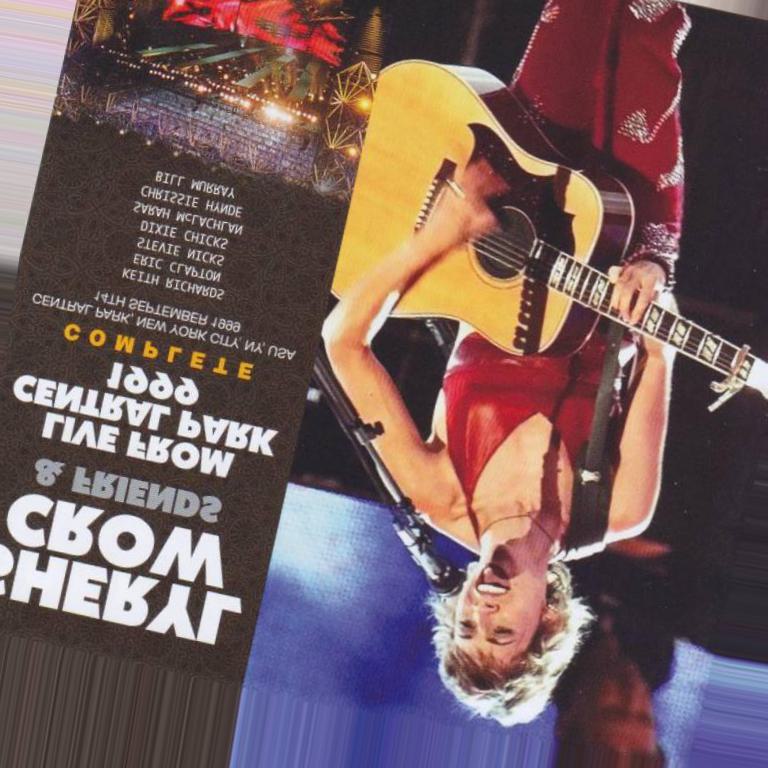 SHERYL
CROW
& FRIENDS
LIVE FROM
CENTRAL PARK
1999
COMPLETE
CENTRAL PARK, NEW YORK CITY, NY, USA
14TH SEPTEMBER 1999
KEITH RICHARDS
ERIC CLAPTON
STEVIE NICKS
DIXIE CHICKS
SARAH McLACHLAN
CHRISSIE HYNDE
BILL MURRAY